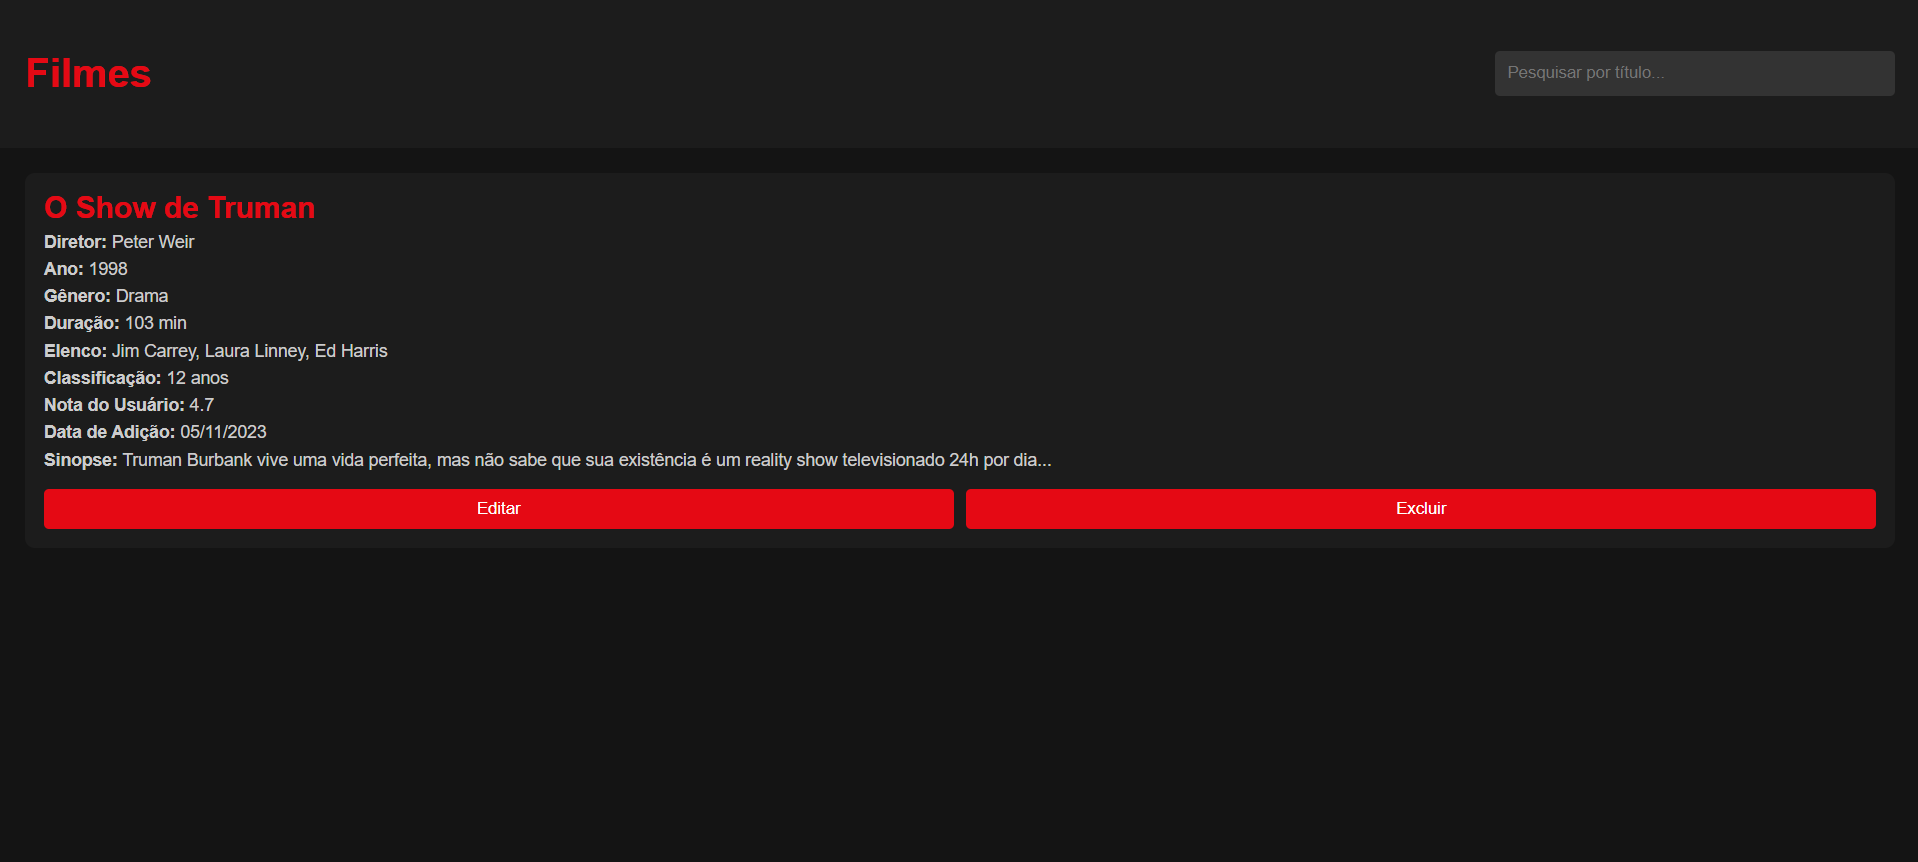 Filmes
Pesquisar por título...
O Show de Truman
Diretor: Peter Weir
Ano: 1998
Gênero: Drama
Duração: 103 min
Elenco: Jim Carrey, Laura Linney, Ed Harris
Classificação: 12 anos
Nota do Usuário: 4.7
Data de Adição: 05/11/2023
Sinopse: Truman Burbank vive uma vida perfeita, mas não sabe que sua existência é um reality show televisionado 24h por dia...
Editar
Excluir